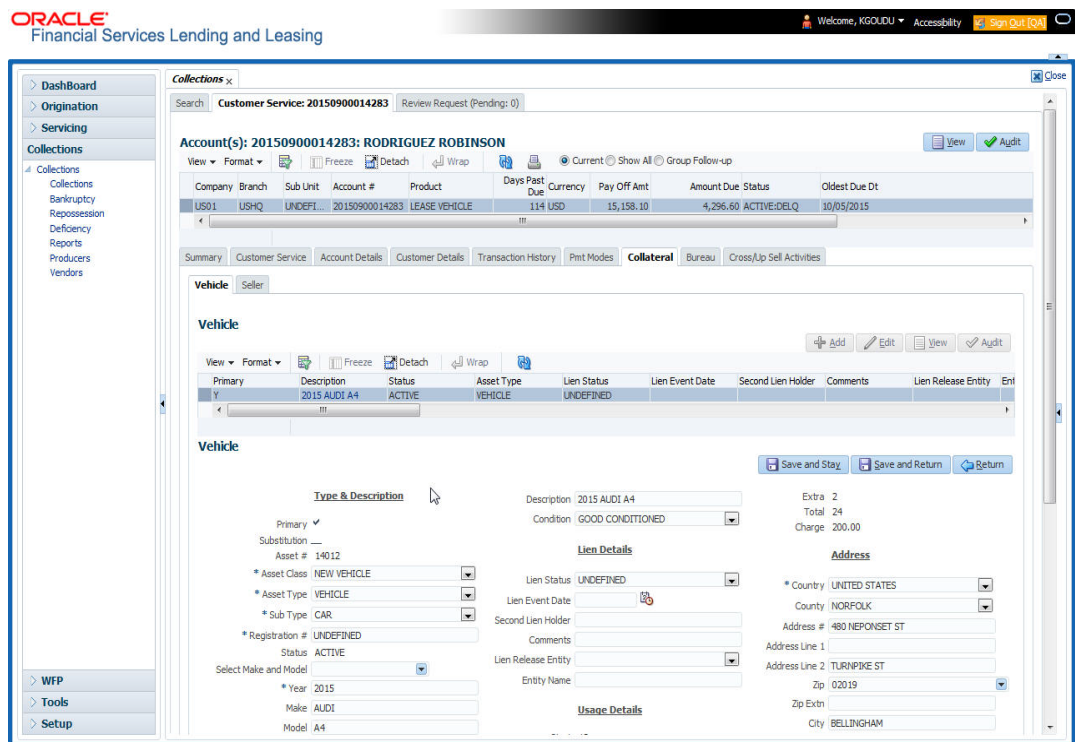 ORACLE
Financial Services Lending and Leasing
Welcome, KGOUDU Accessibility Sign Out [QA]
Close
DashBoard
Origination
Servicing
Collections
Collections
Collections
Bankruptcy
Repossession
Deficiency
Reports
Producers
Vendors
WFP
Tools
Setup
Collections x
Search Customer Service: 20150900014283 Review Request (Pending: 0)
Account(s): 20150900014283: RODRIGUEZ ROBINSON
View Audit
View Format Freeze Detach Wrap Current Show All Group Follow-up
Company Branch Sub Unit Account # Product Days Past Due Currency Pay Off Amt Amount Due Status Oldest Due Dt
US01 USHQ UNDEFI... 20150900014283 LEASE VEHICLE 114 USD 15,158.10 4,296.60 ACTIVE:DELQ 10/05/2015
Summary Customer Service Account Details Customer Details Transaction History Pmt Modes Collateral Bureau Cross/Up Sell Activities
Vehicle Seller
Vehicle
Add Edit View Audit
View Format Freeze Detach Wrap
Primary Description Status Asset Type Lien Status Lien Event Date Second Lien Holder Comments Lien Release Entity Ent
Y 2015 AUDI A4 ACTIVE VEHICLE UNDEFINED
Vehicle
Save and Stay Save and Return Return
Type & Description
Primary
Substitution
Asset # 14012
* Asset Class NEW VEHICLE
* Asset Type VEHICLE
* Sub Type CAR
* Registration # UNDEFINED
Status ACTIVE
Select Make and Model
* Year 2015
Make AUDI
Model A4
Description 2015 AUDI A4
Condition GOOD CONDITIONED
Lien Details
Lien Status UNDEFINED
Lien Event Date
Second Lien Holder
Comments
Lien Release Entity
Entity Name
Usage Details
Extra 2
Total 24
Charge 200.00
Address
* Country UNITED STATES
County NORFOLK
Address # 480 NEPONSET ST
Address Line 1
Address Line 2 TURNPIKE ST
Zip 02019
Zip Extn
City BELLINGHAM